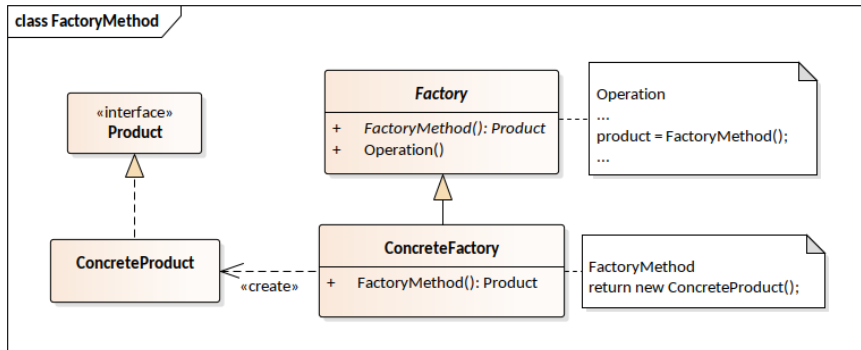 class FactoryMethod
«interface»
Product
Factory
+ FactoryMethod(): Product
+ Operation()
Operation
...
product = FactoryMethod();
...
ConcreteProduct
«create»
ConcreteFactory
+ FactoryMethod(): Product
FactoryMethod
return new ConcreteProduct();